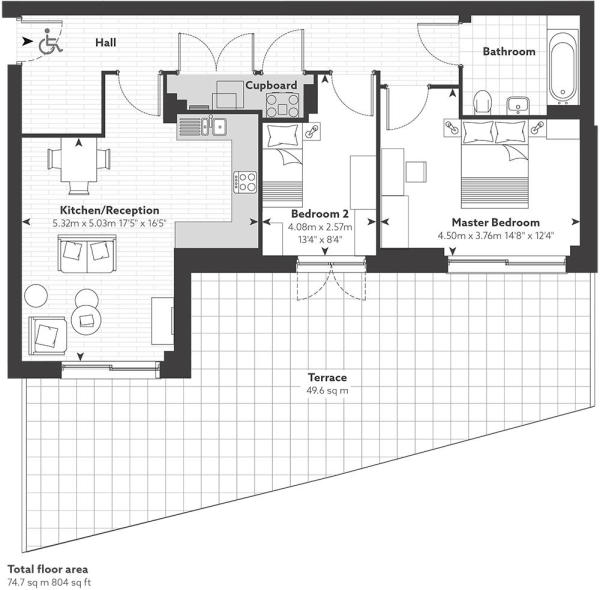 Hall
Bathroom
Cupboard
Kitchen/Reception
5.32m x 5.03m 17'5" x 16'5"
Bedroom 2
4.08m x 2.57m
13'4" x 8'4"
Master Bedroom
4.50m x 3.76m 14'8" x 12'4"
Terrace
49.6 sq m
Total floor area
74.7 sq m 804 sq ft